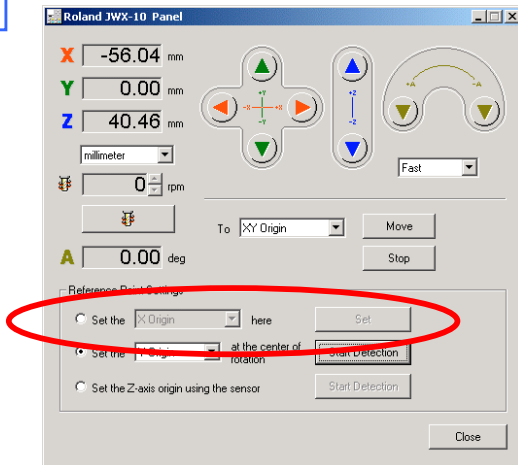 Roland JWX-10 Panel
X -56.04 mm
Y 0.00 mm
Z 40.46 mm
millimeter
0 rpm
A 0.00 deg
+Y
-X +X
-Y
+Z
-Z
+A -A
Fast
To XY Origin Move
Stop
Reference Point Settings
Set the X Origin here Set
Set the Y Origin at the center of rotation Start Detection
Set the Z-axis origin using the sensor Start Detection
Close